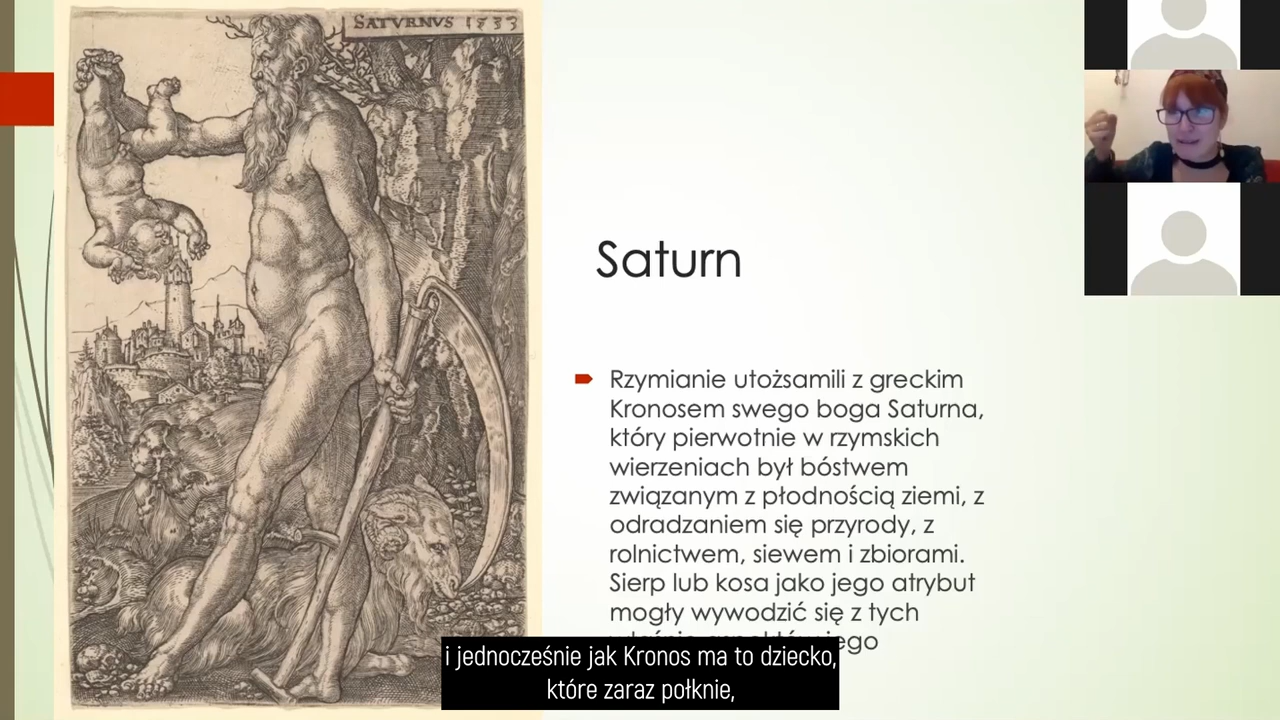 SATVRNVS 1533
Saturn
Rzymianie utożsamili z greckim
Kronosem swego boga Saturna,
który pierwotnie w rzymskich
wierzeniach był bóstwem
związanym z płodnością ziemi, z
odradzaniem się przyrody, z
rolnictwem, siewem i zbiorami.
Sierp lub kosa jako jego atrybut
mogły wywodzić się z tych
jego
i jednocześnie jak Kronos ma to dziecko,
które zaraz połknie,